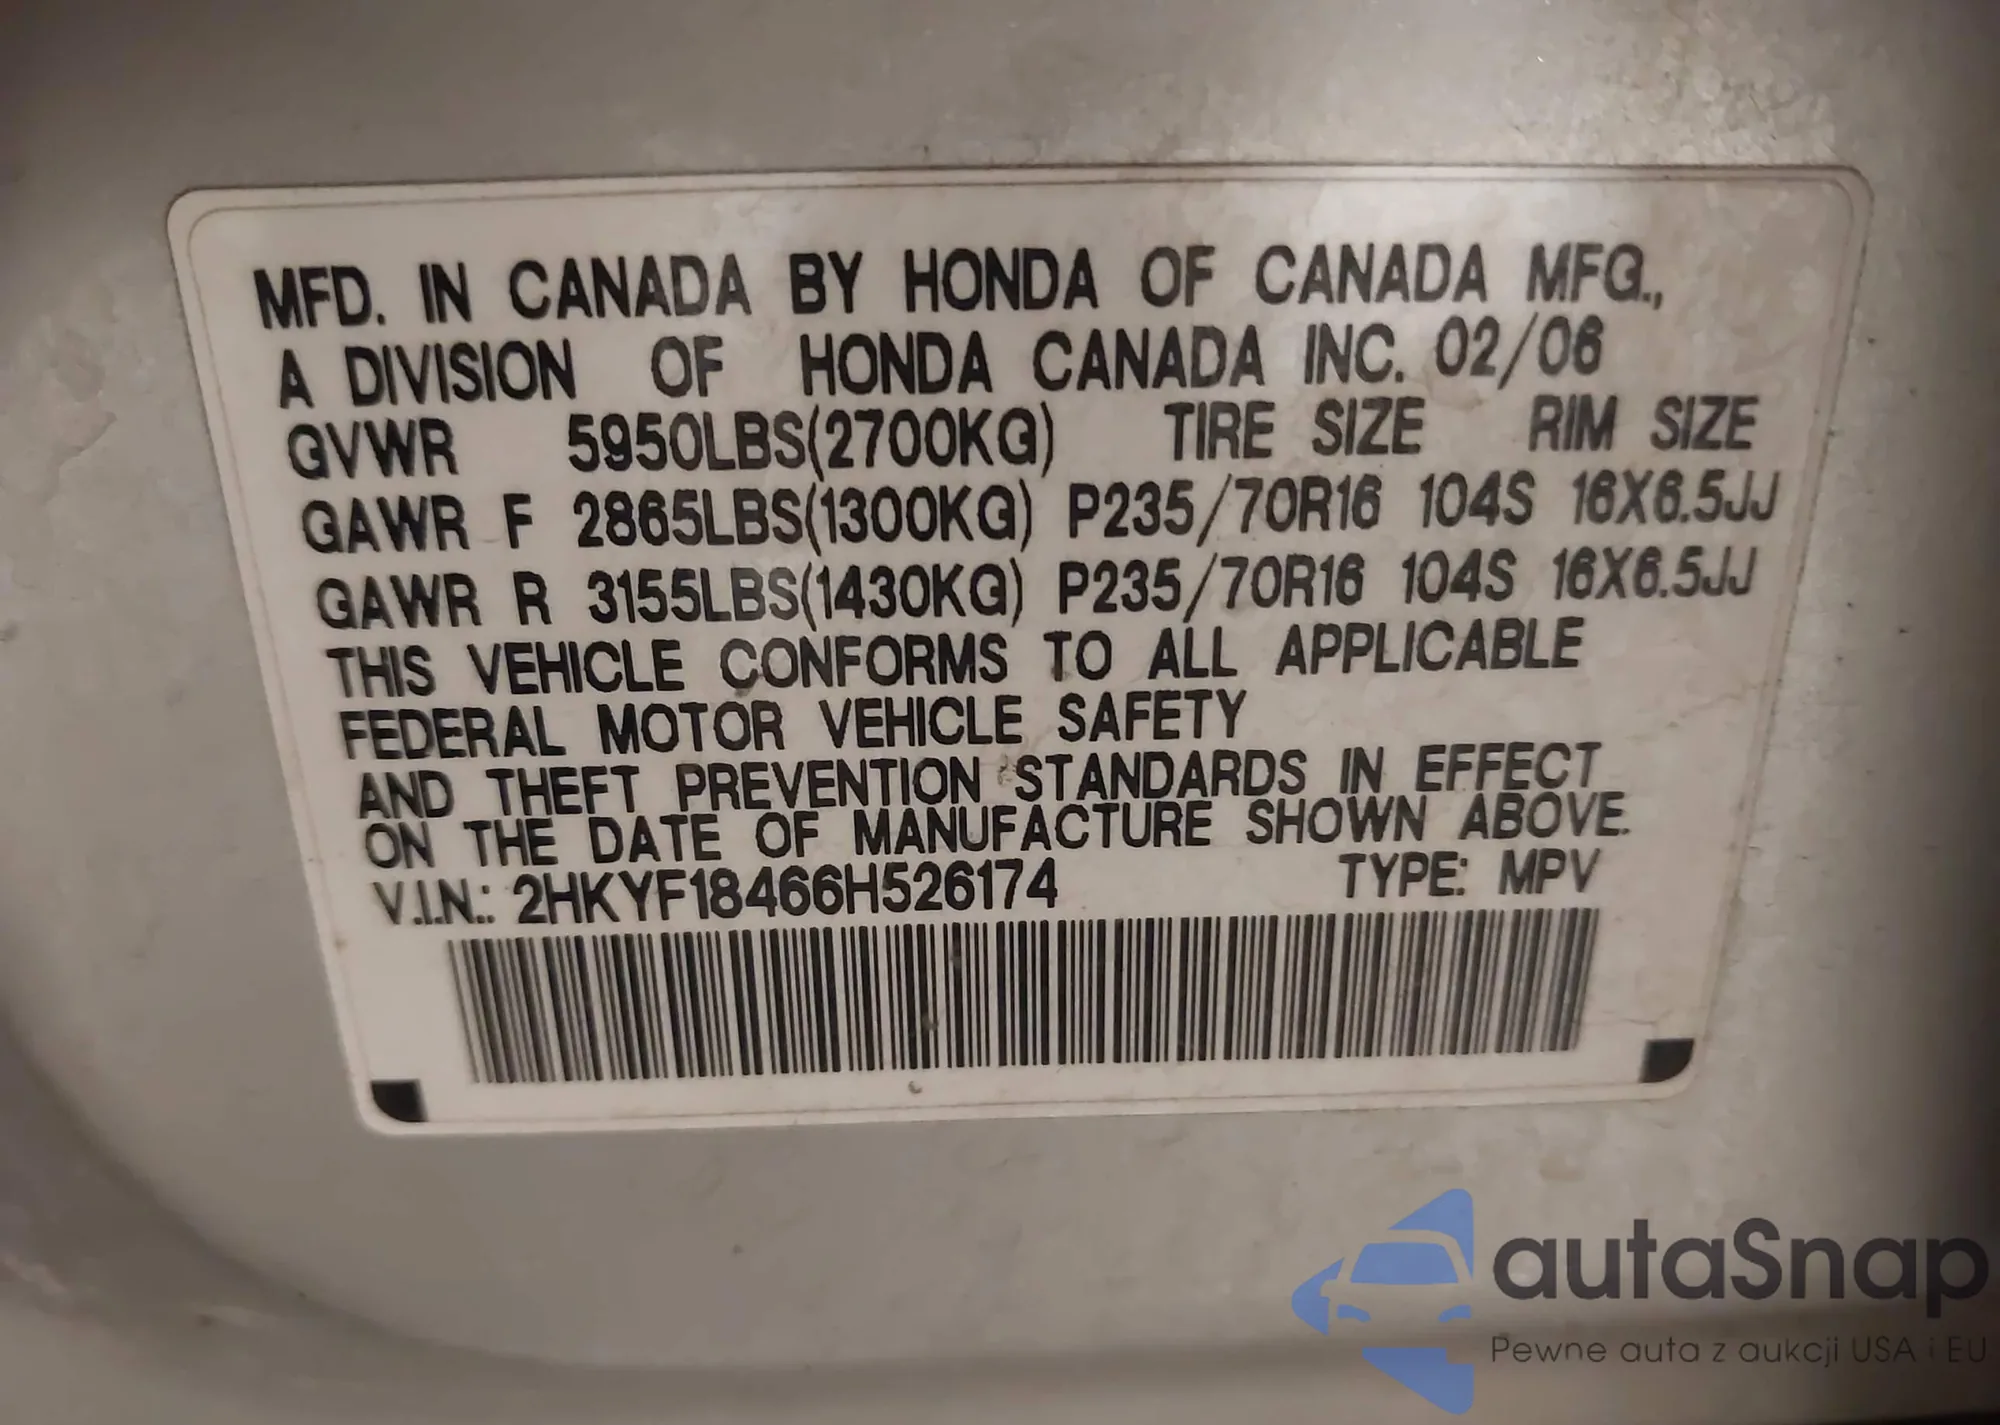 MFD. IN CANADA BY HONDA OF CANADA MFG.,
A DIVISION OF HONDA CANADA INC. 02/06
GVWR 5950LBS(2700KG) TIRE SIZE RIM SIZE
GAWR F 2865LBS(1300KG) P235/70R16 104S 16X6.5JJ
GAWR R 3155LBS(1430KG) P235/70R16 104S 16X6.5JJ
THIS VEHICLE CONFORMS TO ALL APPLICABLE
FEDERAL MOTOR VEHICLE SAFETY
AND THEFT PREVENTION STANDARDS IN EFFECT
ON THE DATE OF MANUFACTURE SHOWN ABOVE.
V.I.N.: 2HKYF18466H526174 TYPE: MPV
autaSnap
Pewne auta z aukcji USA i EU